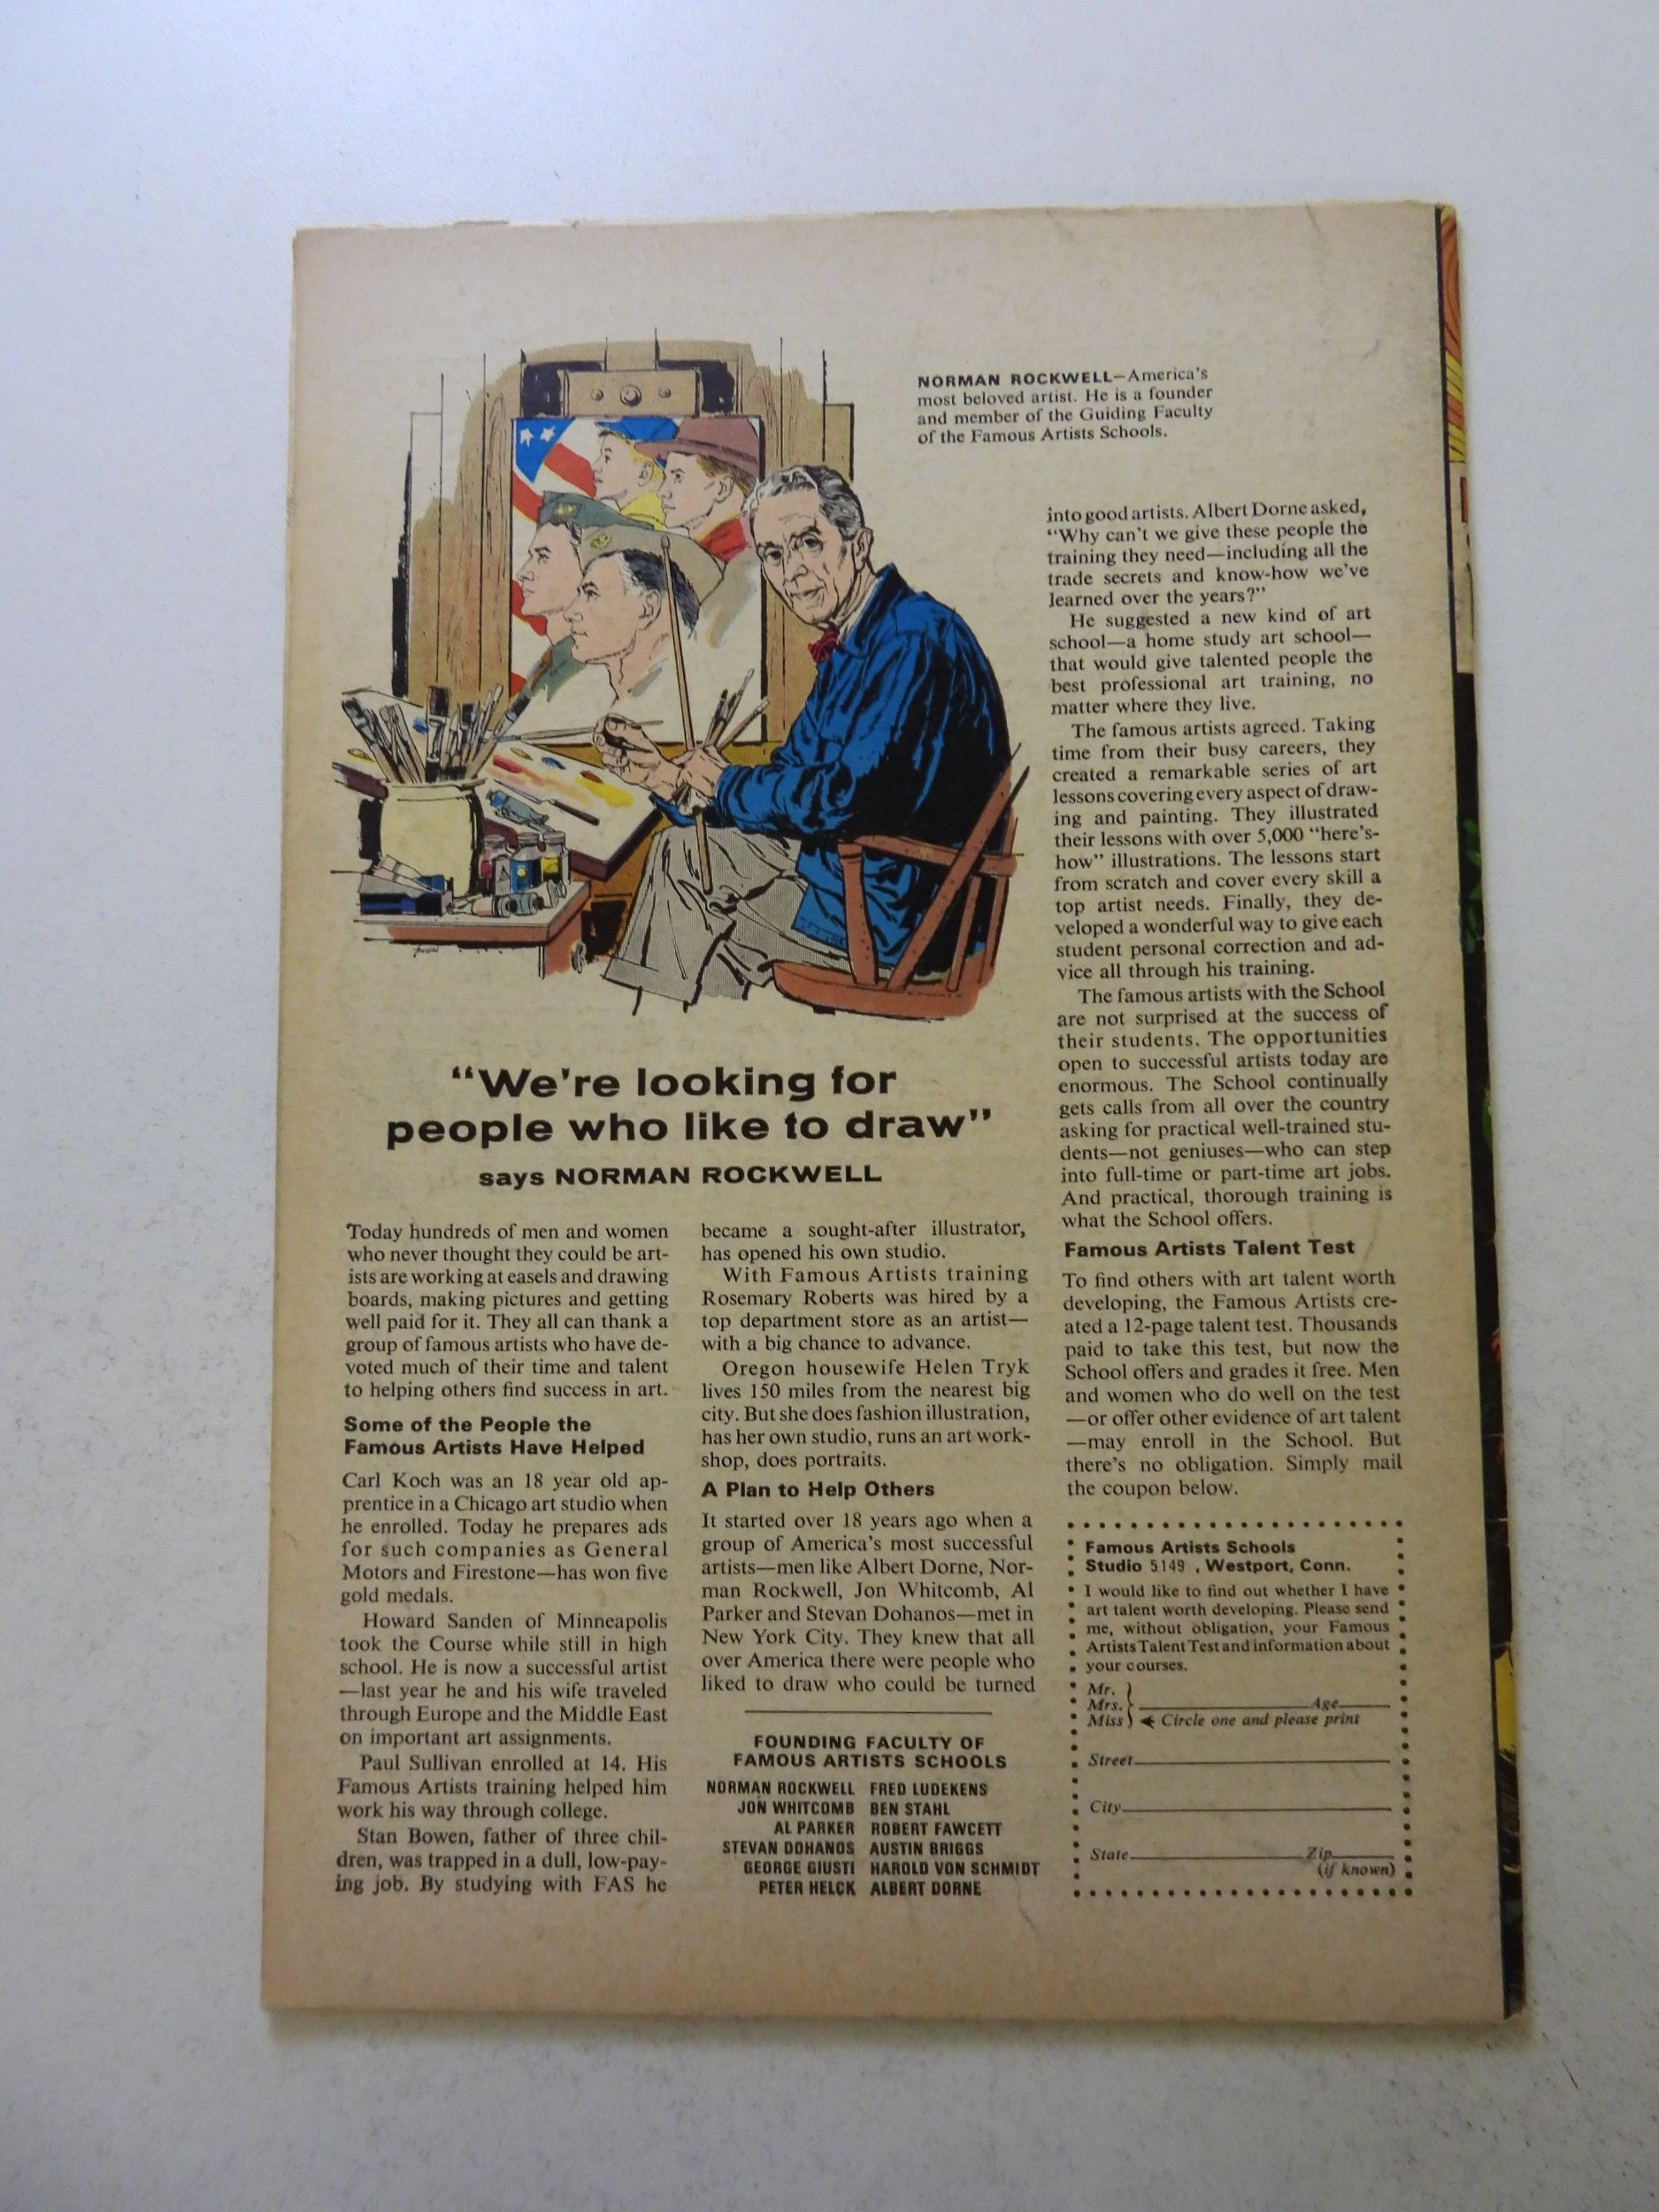 NORMAN ROCKWELL—America's
most beloved artist. He is a founder
and member of the Guiding Faculty
of the Famous Artists Schools.
"We're looking for
people who like to draw"
says NORMAN ROCKWELL
Today hundreds of men and women
who never thought they could be art-
ists are working at easels and drawing
boards, making pictures and getting
well paid for it. They all can thank a
group of famous artists who have de-
voted much of their time and talent
to helping others find success in art.
Some of the People the
Famous Artists Have Helped
Carl Koch was an 18 year old ap-
prentice in a Chicago art studio when
he enrolled. Today he prepares ads
for such companies as General
Motors and Firestone—has won five
gold medals.
Howard Sanden of Minneapolis
took the Course while still in high
school. He is now a successful artist
—last year he and his wife traveled
through Europe and the Middle East
on important art assignments.
Paul Sullivan enrolled at 14. His
Famous Artists training helped him
work his way through college.
Stan Bowen, father of three chil-
dren, was trapped in a dull, low-pay-
ing job. By studying with FAS he
became a sought-after illustrator,
has opened his own studio.
With Famous Artists training
Rosemary Roberts was hired by a
top department store as an artist—
with a big chance to advance.
Oregon housewife Helen Tryk
lives 150 miles from the nearest big
city. But she does fashion illustration,
has her own studio, runs an art work-
shop, does portraits.
A Plan to Help Others
It started over 18 years ago when a
group of America's most successful
artists—men like Albert Dorne, Nor-
man Rockwell, Jon Whitcomb, Al
Parker and Stevan Dohanos—met in
New York City. They knew that all
over America there were people who
liked to draw who could be turned
into good artists. Albert Dorne asked,
"Why can't we give these people the
training they need—including all the
trade secrets and know-how we've
learned over the years?"
He suggested a new kind of art
school—a home study art school—
that would give talented people the
best professional art training, no
matter where they live.
The famous artists agreed. Taking
time from their busy careers, they
created a remarkable series of art
lessons covering every aspect of draw-
ing and painting. They illustrated
their lessons with over 5,000 "here's-
how" illustrations. The lessons start
from scratch and cover every skill a
top artist needs. Finally, they de-
veloped a wonderful way to give each
student personal correction and ad-
vice all through his training.
The famous artists with the School
are not surprised at the success of
their students. The opportunities
open to successful artists today are
enormous. The School continually
gets calls from all over the country
asking for practical well-trained stu-
dents—not geniuses—who can step
into full-time or part-time art jobs.
And practical, thorough training is
what the School offers.
Famous Artists Talent Test
To find others with art talent worth
developing, the Famous Artists cre-
ated a 12-page talent test. Thousands
paid to take this test, but now the
School offers and grades it free. Men
and women who do well on the test
—or offer other evidence of art talent
—may enroll in the School. But
there's no obligation. Simply mail
the coupon below.
FOUNDING FACULTY OF
FAMOUS ARTISTS SCHOOLS
NORMAN ROCKWELL FRED LUDEKENS
JON WHITCOMB BEN STAHL
AL PARKER ROBERT FAWCETT
STEVAN DOHANOS AUSTIN BRIGGS
GEORGE GIUSTI HAROLD VON SCHMIDT
PETER HELCK ALBERT DORNE
Famous Artists Schools
Studio 5149, Westport, Conn.
I would like to find out whether I have
art talent worth developing. Please send
me, without obligation, your Famous
Artists Talent Test and information about
your courses.
Mr.
Mrs. Age
Miss Circle one and please print
Street
City
State Zip
(if known)